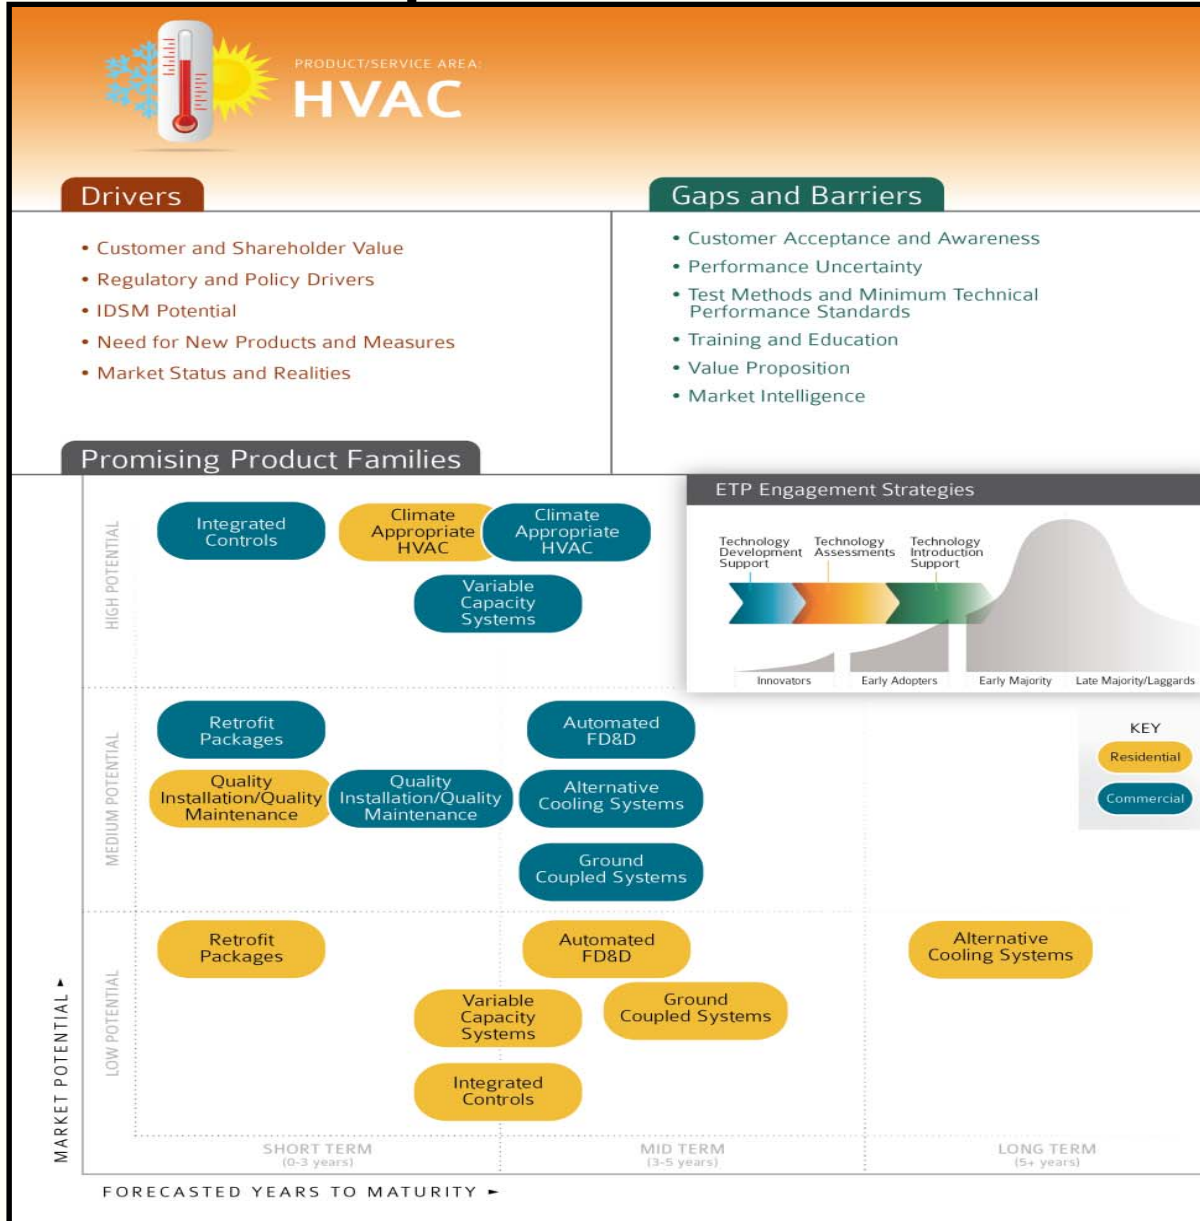 PRODUCT/SERVICE AREA:
HVAC
Drivers
• Customer and Shareholder Value
• Regulatory and Policy Drivers
• IDSM Potential
• Need for New Products and Measures
• Market Status and Realities
Gaps and Barriers
• Customer Acceptance and Awareness
• Performance Uncertainty
• Test Methods and Minimum Technical
Performance Standards
• Training and Education
• Value Proposition
• Market Intelligence
Promising Product Families
ETP Engagement Strategies
Technology
Development
Support
Technology
Assessments
Technology
Introduction
Support
Innovators
Early Adopters
Early Majority
Late Majority/Laggards
KEY
Residential
Commercial
HIGH POTENTIAL
Integrated
Controls
Climate
Appropriate
HVAC
Climate
Appropriate
HVAC
Variable
Capacity
Systems
MEDIUM POTENTIAL
Retrofit
Packages
Automated
FD&D
Quality
Installation/Quality
Maintenance
Quality
Installation/Quality
Maintenance
Alternative
Cooling Systems
Ground
Coupled Systems
LOW POTENTIAL
Retrofit
Packages
Automated
FD&D
Alternative
Cooling Systems
Variable
Capacity
Systems
Ground
Coupled Systems
Integrated
Controls
MARKET POTENTIAL ►
SHORT TERM
(0-3 years)
MID TERM
(3-5 years)
LONG TERM
(5+ years)
FORECASTED YEARS TO MATURITY ►